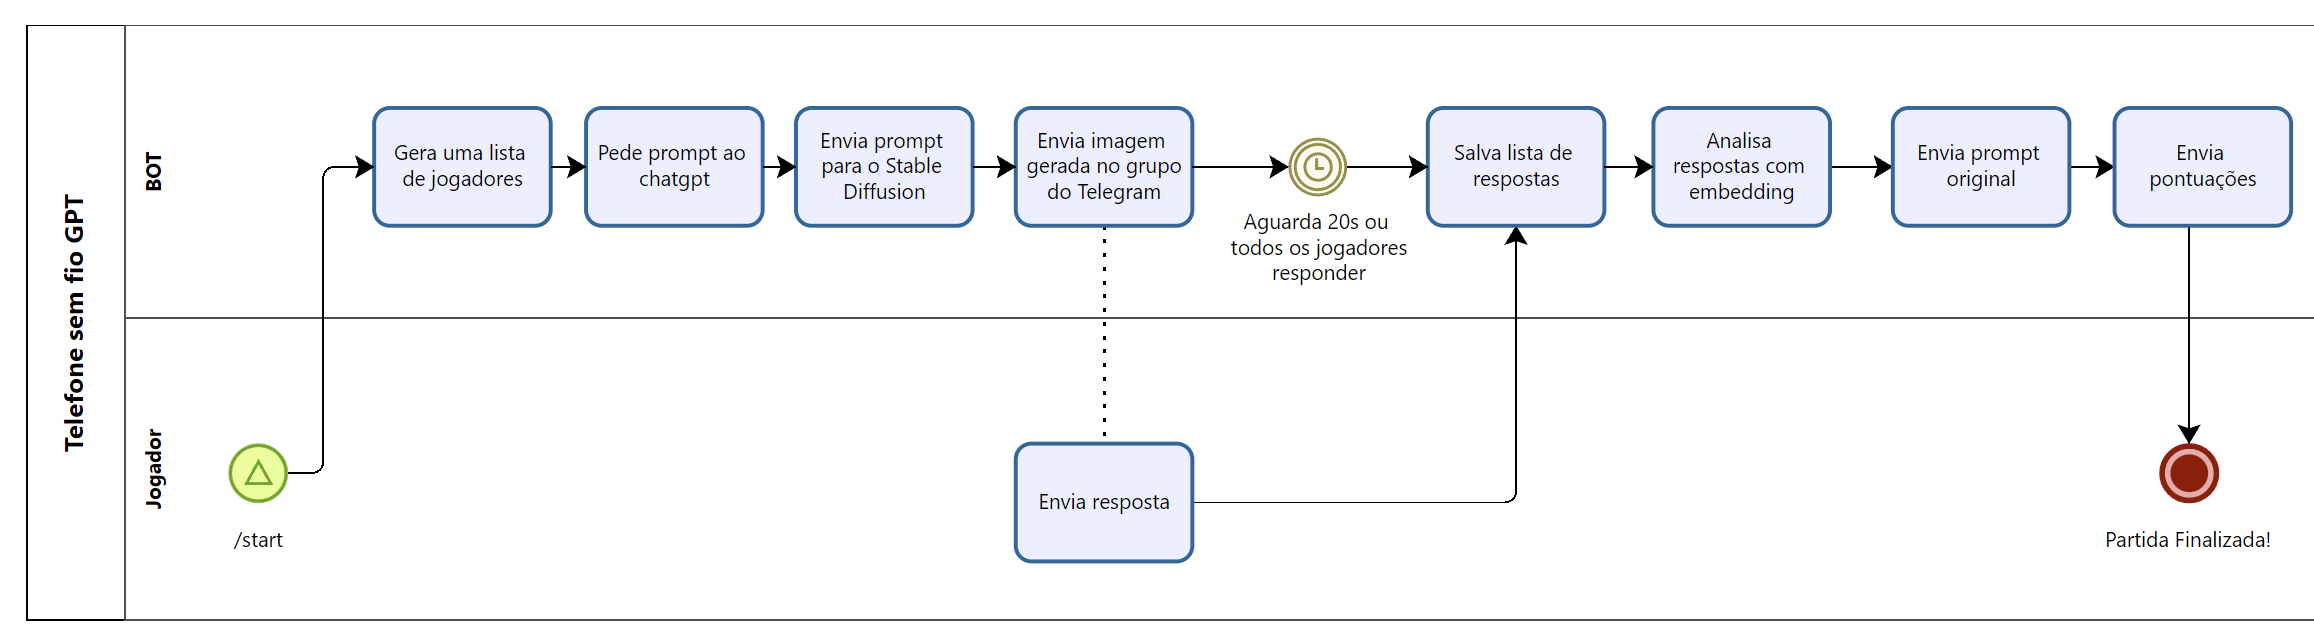 Telefone sem fio GPT
BOT
Gera uma lista
de jogadores
Pede prompt ao
chatgpt
Envia prompt
para o Stable
Diffusion
Envia imagem
gerada no grupo
do Telegram
Aguarda 20s ou
todos os jogadores
responder
Salva lista de
respostas
Analisa
respostas com
embedding
Envia prompt
original
Envia
pontuações
Jogador
/start
Envia resposta
Partida Finalizada!